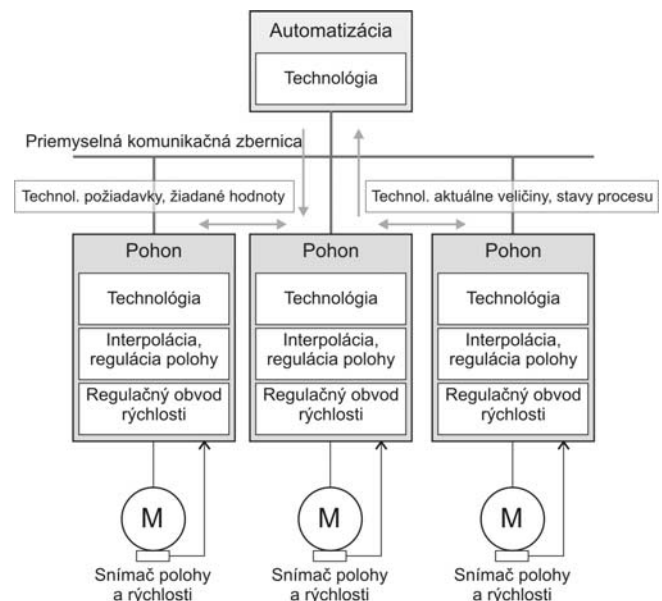 Automatizácia
Technológia
Priemyselná komunikačná zbernica
Technol. požiadavky, žiadané hodnoty
Technol. aktuálne veličiny, stavy procesu
Pohon
Technológia
Interpolácia,
regulácia polohy
Regulačný obvod
rýchlosti
M
Snímač polohy
a rýchlosti
Pohon
Technológia
Interpolácia,
regulácia polohy
Regulačný obvod
rýchlosti
M
Snímač polohy
a rýchlosti
Pohon
Technológia
Interpolácia,
regulácia polohy
Regulačný obvod
rýchlosti
M
Snímač polohy
a rýchlosti